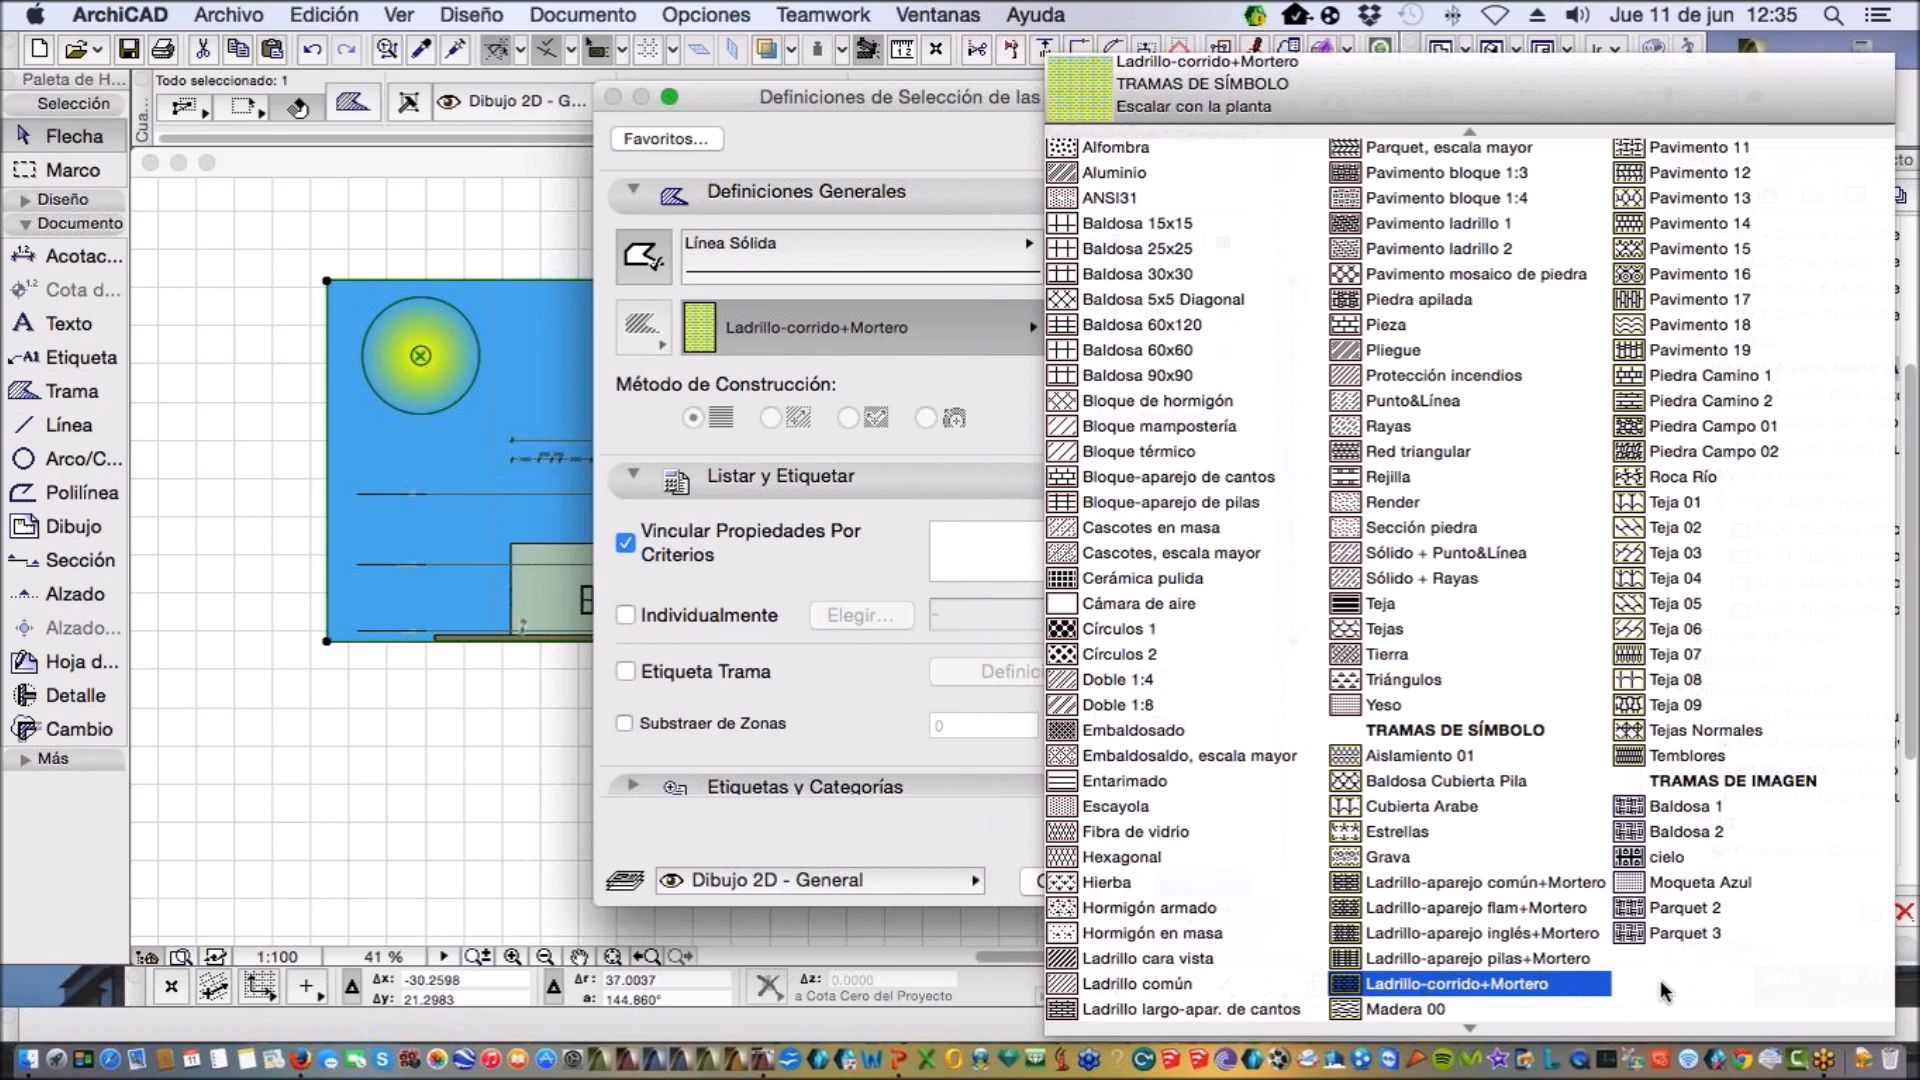 ArchiCAD Archivo Edición Ver Diseño Documento Opciones Teamwork Ventanas Ayuda Jue 11 de jun 12:35
Paleta de H...
Selección
Flecha
Marco
Diseño
Documento
Acotac...
Cota d...
Texto
Etiqueta
Trama
Línea
Arco/C...
Polilínea
Dibujo
Sección
Alzado
Alzado...
Hoja d...
Detalle
Cambio
Más
Todo seleccionado: 1
Cua...
Dibujo 2D - G...
Definiciones de Selección de las
Favoritos...
Definiciones Generales
Línea Sólida
Ladrillo-corrido+Mortero
Método de Construcción:
Listar y Etiquetar
Vincular Propiedades Por
Criterios
Individualmente Elegir... -
Etiqueta Trama Definic
Substraer de Zonas 0
Etiquetas y Categorías
Dibujo 2D - General
1:100 41 %
Δx: -30.2598
Δy: 21.2983
Δr: 37.0037
a: 144.860°
Δz: 0.0000
a Cota Cero del Proyecto
Ladrillo-corrido+Mortero
TRAMAS DE SÍMBOLO
Escalar con la planta
Alfombra
Aluminio
ANSI31
Baldosa 15x15
Baldosa 25x25
Baldosa 30x30
Baldosa 5x5 Diagonal
Baldosa 60x120
Baldosa 60x60
Baldosa 90x90
Bloque de hormigón
Bloque mampostería
Bloque térmico
Bloque-aparejo de cantos
Bloque-aparejo de pilas
Cascotes en masa
Cascotes, escala mayor
Cerámica pulida
Cámara de aire
Círculos 1
Círculos 2
Doble 1:4
Doble 1:8
Embaldosado
Embaldosaldo, escala mayor
Entarimado
Escayola
Fibra de vidrio
Hexagonal
Hierba
Hormigón armado
Hormigón en masa
Ladrillo cara vista
Ladrillo común
Ladrillo largo-apar. de cantos
Parquet, escala mayor
Pavimento bloque 1:3
Pavimento bloque 1:4
Pavimento ladrillo 1
Pavimento ladrillo 2
Pavimento mosaico de piedra
Piedra apilada
Pieza
Pliegue
Protección incendios
Punto&Línea
Rayas
Red triangular
Rejilla
Render
Sección piedra
Sólido + Punto&Línea
Sólido + Rayas
Teja
Tejas
Tierra
Triángulos
Yeso
TRAMAS DE SÍMBOLO
Aislamiento 01
Baldosa Cubierta Pila
Cubierta Arabe
Estrellas
Grava
Ladrillo-aparejo común+Mortero
Ladrillo-aparejo flam+Mortero
Ladrillo-aparejo inglés+Mortero
Ladrillo-aparejo pilas+Mortero
Ladrillo-corrido+Mortero
Madera 00
Pavimento 11
Pavimento 12
Pavimento 13
Pavimento 14
Pavimento 15
Pavimento 16
Pavimento 17
Pavimento 18
Pavimento 19
Piedra Camino 1
Piedra Camino 2
Piedra Campo 01
Piedra Campo 02
Roca Río
Teja 01
Teja 02
Teja 03
Teja 04
Teja 05
Teja 06
Teja 07
Teja 08
Teja 09
Tejas Normales
Temblores
TRAMAS DE IMAGEN
Baldosa 1
Baldosa 2
cielo
Moqueta Azul
Parquet 2
Parquet 3